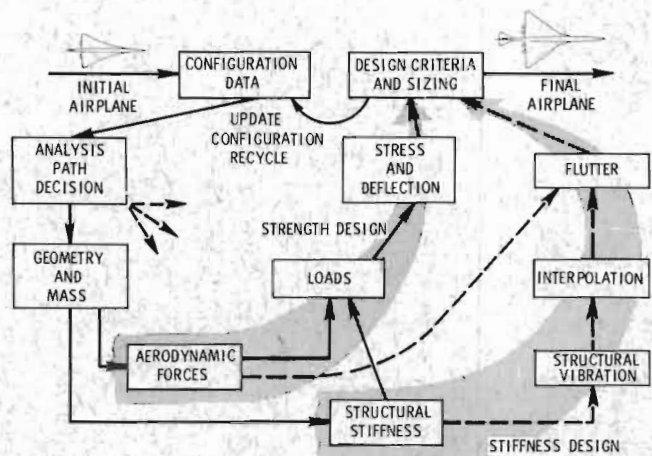 CONFIGURATION
DATA
DESIGN CRITERIA
AND SIZING
INITIAL
AIRPLANE
FINAL
AIRPLANE
UPDATE
CONFIGURATION
RECYCLE
ANALYSIS
PATH
DECISION
STRESS
AND
DEFLECTION
FLUTTER
STRENGTH DESIGN
GEOMETRY
AND
MASS
LOADS
INTERPOLATION
AERODYNAMIC
FORCES
STRUCTURAL
VIBRATION
STRUCTURAL
STIFFNESS
STIFFNESS DESIGN